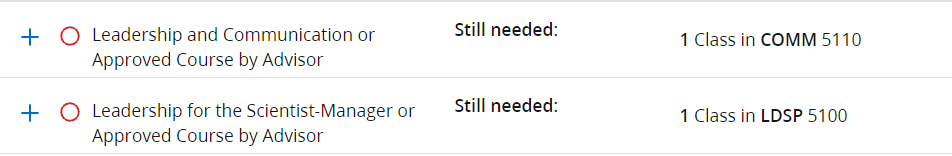 Leadership and Communication or
Approved Course by Advisor
Still needed:
1 Class in COMM 5110
Leadership for the Scientist-Manager or
Approved Course by Advisor
Still needed:
1 Class in LDSP 5100